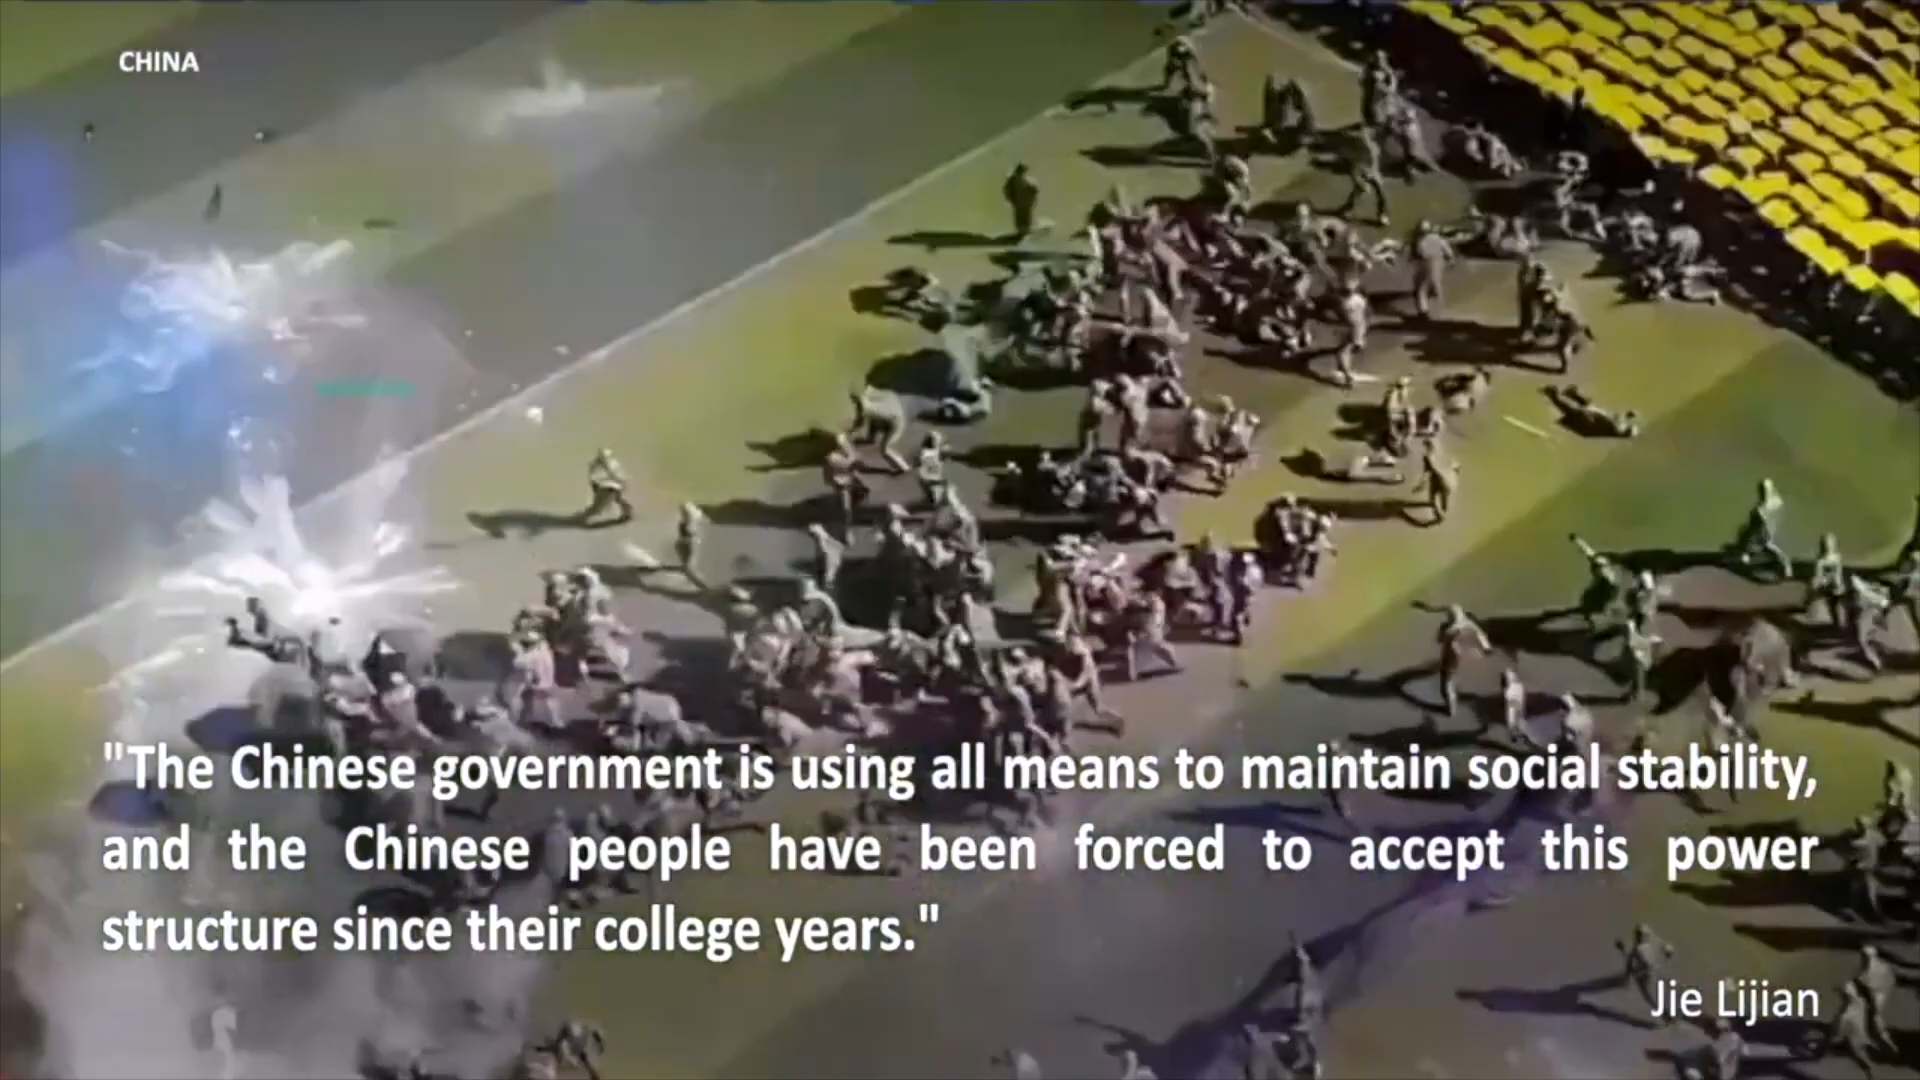 CHINA
"The Chinese government is using all means to maintain social stability,
and the Chinese people have been forced to accept this power
structure since their college years."
Jie Lijian